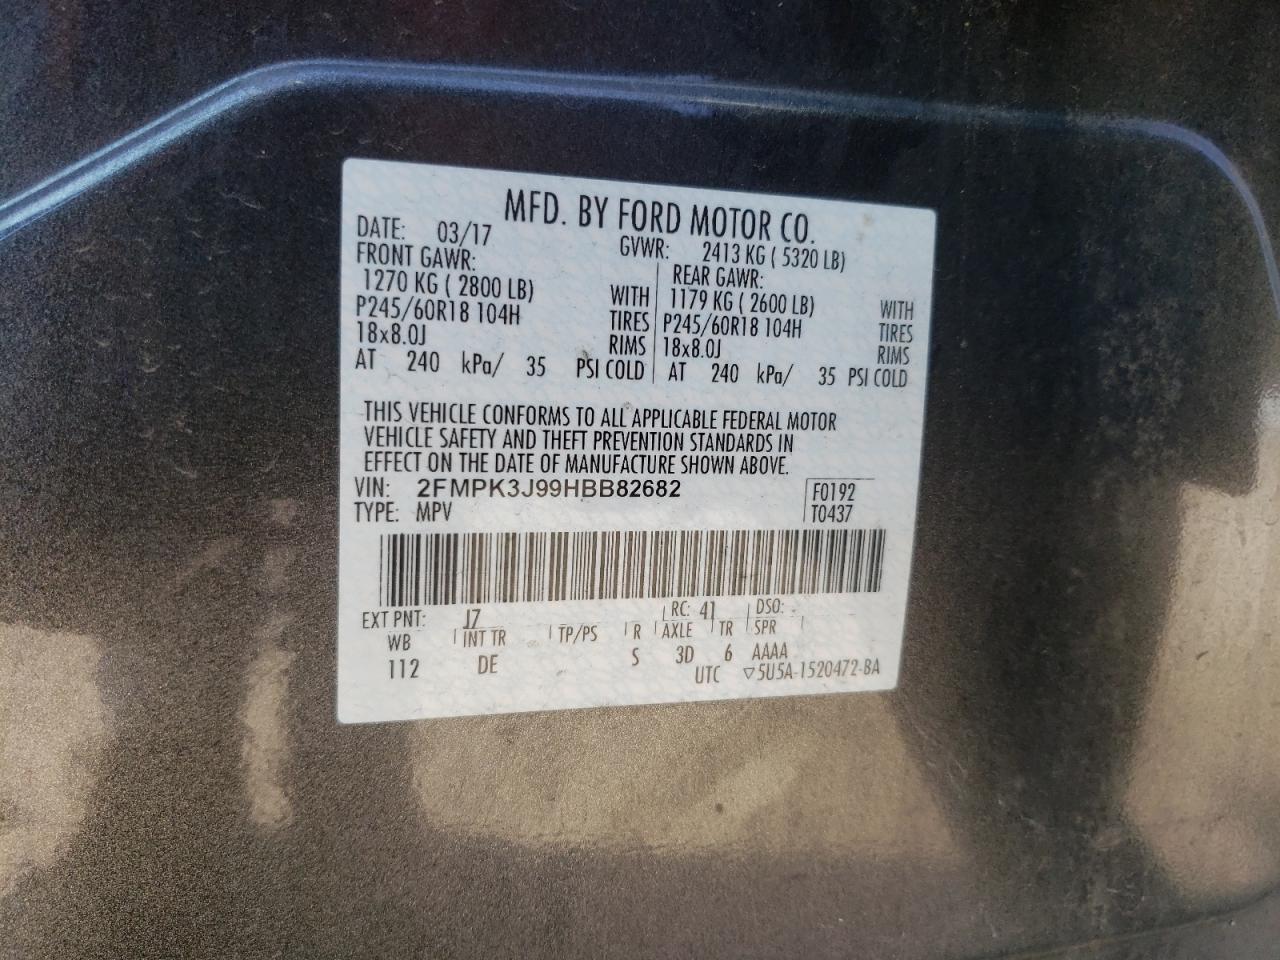 MFD. BY FORD MOTOR CO.
DATE: 03/17 GVWR: 2413 KG ( 5320 LB)
FRONT GAWR: REAR GAWR:
1270 KG ( 2800 LB) WITH 1179 KG ( 2600 LB) WITH
P245/60R18 104H TIRES P245/60R18 104H TIRES
18x8.0J RIMS 18x8.0J RIMS
AT 240 kPa/ 35 PSI COLD AT 240 kPa/ 35 PSI COLD
THIS VEHICLE CONFORMS TO ALL APPLICABLE FEDERAL MOTOR
VEHICLE SAFETY AND THEFT PREVENTION STANDARDS IN
EFFECT ON THE DATE OF MANUFACTURE SHOWN ABOVE.
VIN: 2FMPK3J99HBB82682 F0192
TYPE: MPV T0437
EXT PNT: J7 RC: 41 DSO:
WB INT TR TP/PS R AXLE TR SPR
112 DE S 3D 6 AAAA
UTC ▽5U5A-1520472-BA